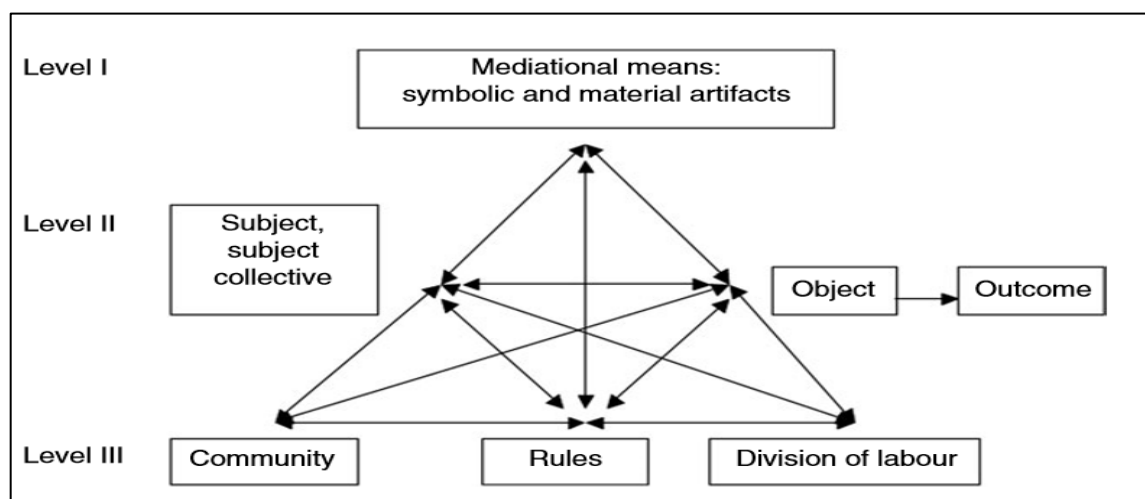 Level I
Mediational means:
symbolic and material artifacts
Level II
Subject,
subject
collective
Object
Outcome
Level III
Community
Rules
Division of labour